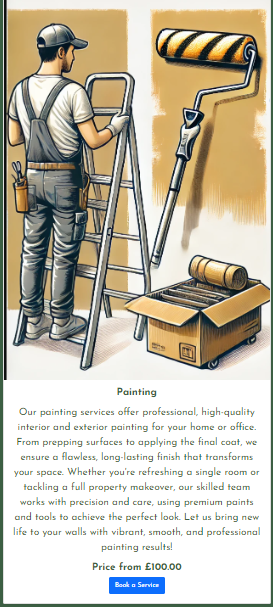 Painting
Our painting services offer professional, high-quality
interior and exterior painting for your home or office.
From prepping surfaces to applying the final coat, we
ensure a flawless, long-lasting finish that transforms
your space. Whether you're refreshing a single room or
tackling a full property makeover, our skilled team
works with precision and care, using premium paints
and tools to achieve the perfect look. Let us bring new
life to your walls with vibrant, smooth, and professional
painting results!
Price from £100.00
Book a Service